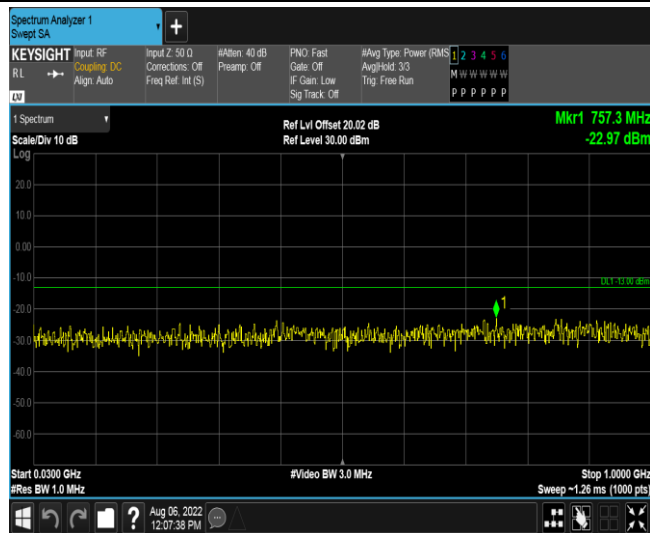 Spectrum Analyzer 1
Swept SA
+
KEYSIGHT
RL
LXI
Input: RF
Coupling: DC
Align: Auto
Input Z: 50 Ω
Corrections: Off
Freq Ref: Int (S)
#Atten: 40 dB
Preamp: Off
PNO: Fast
Gate: Off
IF Gain: Low
Sig Track: Off
#Avg Type: Power (RMS
Avg|Hold: 3/3
Trig: Free Run
1 2 3 4 5 6
M W W W W W
P P P P P P
1 Spectrum
Scale/Div 10 dB
Log
Ref Lvl Offset 20.02 dB
Ref Level 30.00 dBm
Mkr1 757.3 MHz
-22.97 dBm
20.0
10.0
0.00
-10.0
DL1 -13.00 dBm
-20.0
1
-30.0
-40.0
-50.0
-60.0
Start 0.0300 GHz
#Res BW 1.0 MHz
#Video BW 3.0 MHz
Stop 1.0000 GHz
Sweep ~1.26 ms (1000 pts)
?
Aug 06, 2022
12:07:38 PM